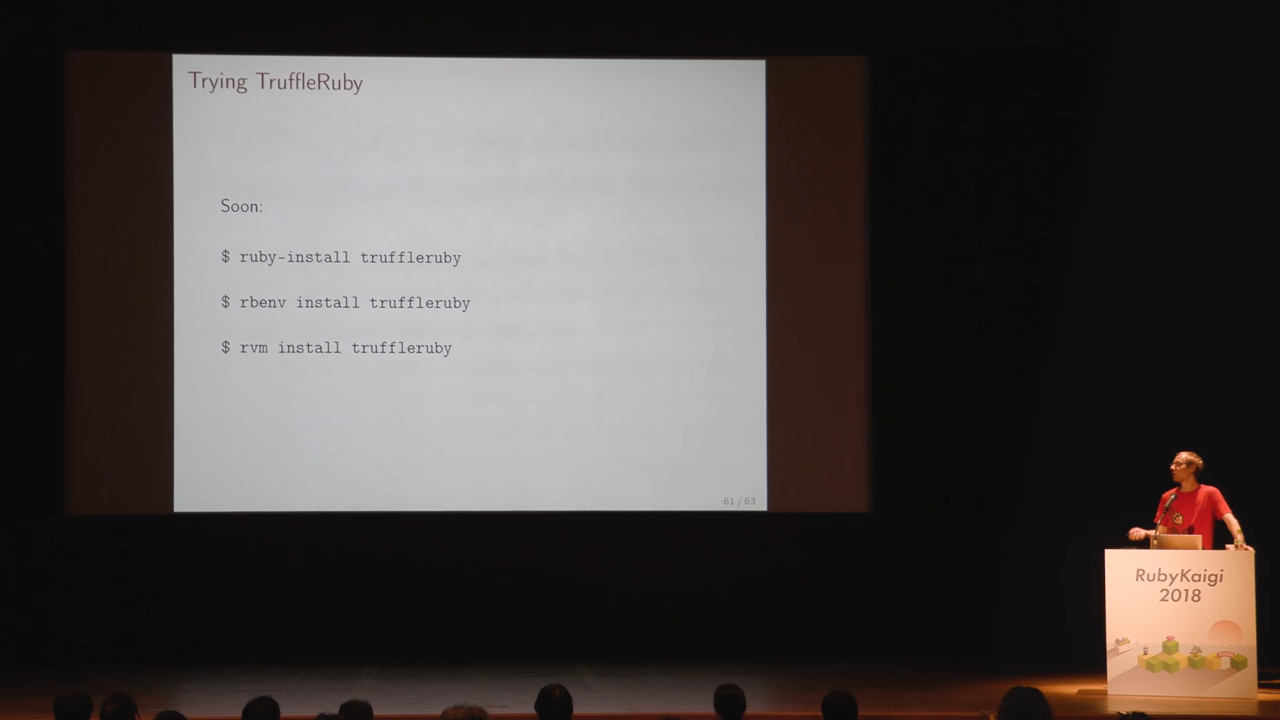 Trying TruffleRuby
Soon:
$ ruby-install truffleruby
$ rbenv install truffleruby
$ rvm install truffleruby
61 / 63
RubyKaigi
2018